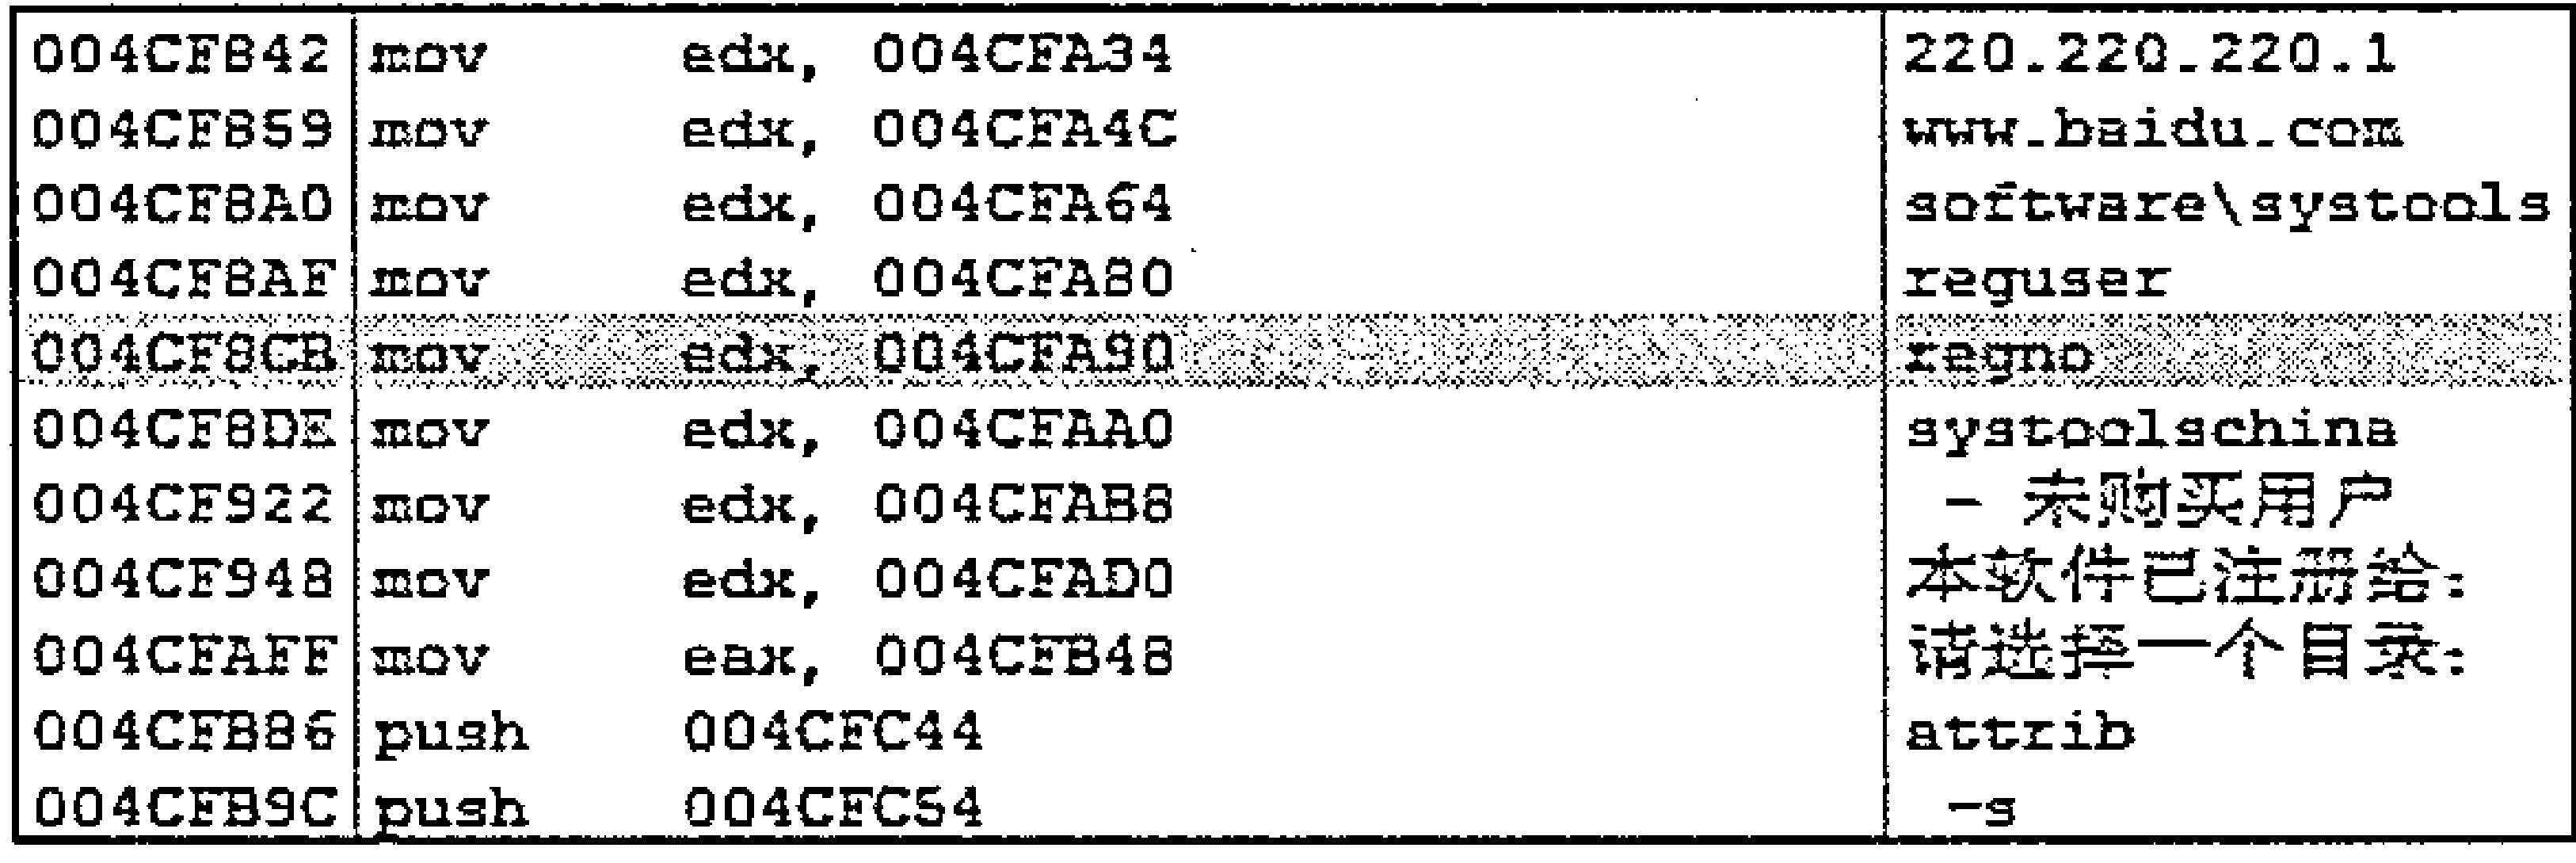 004CF842 mov edx, 004CFA34 220.220.220.1
004CF859 mov edx, 004CFA4C www.baidu.com
004CF8A0 mov edx, 004CFA64 software\systools
004CF8AF mov edx, 004CFA80 reguser
004CF8CB mov edx, 004CFA90 regno
004CF8DE mov edx, 004CFAA0 systoolschina
004CF922 mov edx, 004CFAB8 - 未购买用户
004CF948 mov edx, 004CFAD0 本软件已注册给:
004CFAFF mov eax, 004CFB48 请选择一个目录:
004CFB86 push 004CFC44 attrib
004CFB9C push 004CFC54 -s